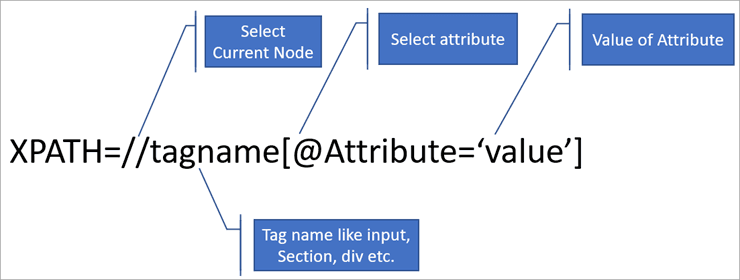 Select
Current Node
Select attribute
Value of Attribute
XPATH=//tagname[@Attribute=‘value’]
Tag name like input,
Section, div etc.